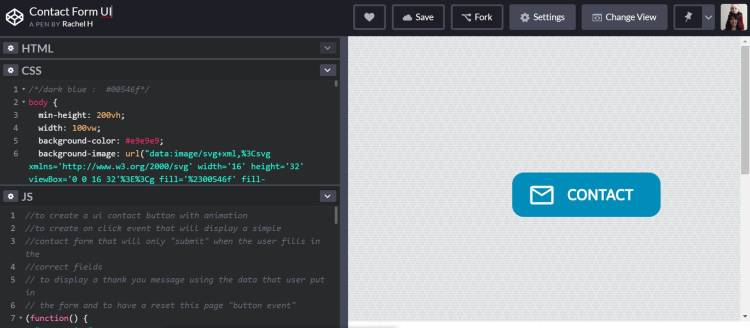 Contact Form UI
A PEN BY Rachel H
Save
Fork
Settings
Change View
HTML
CSS
1 /*/dark blue : #00546f*/
2 body {
3 min-height: 200vh;
4 width: 100vw;
5 background-color: #e9e9e9;
6 background-image: url("data:image/svg+xml,%3Csvg
xmlns='http://www.w3.org/2000/svg' width='16' height='32'
viewBox='0 0 16 32'%3E%3Cg fill='%2300546f' fill-
JS
1 //to create a ui contact button with animation
2 //to create on click event that will display a simple
3 //contact form that will only "submit" when the user fills in
the
4 //correct fields
5 // to display a thank you message using the data that user put
in
6 // the form and to have a reset this page "button event"
7 (function() {
CONTACT